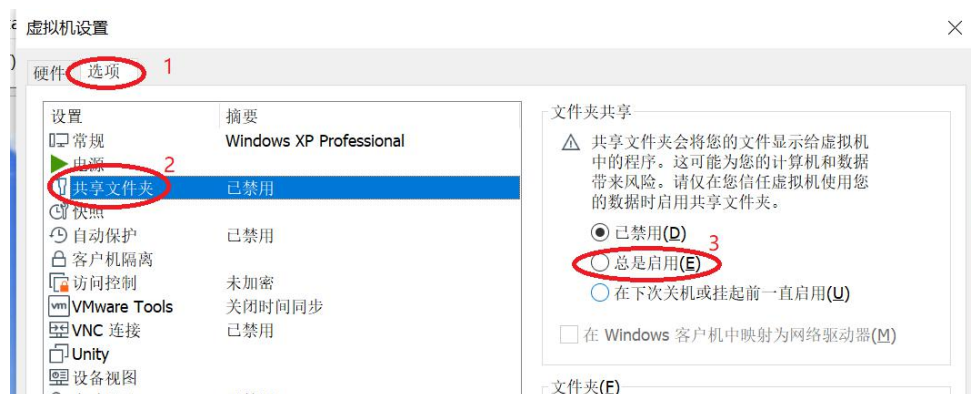 虚拟机设置
硬件 选项 1
设置 摘要
常规 Windows XP Professional
电源 2
共享文件夹 已禁用
快照
自动保护 已禁用
客户机隔离
访问控制 未加密
VMware Tools 关闭时间同步
VNC 连接 已禁用
Unity
设备视图
文件夹共享
共享文件夹会将您的文件显示给虚拟机
中的程序。这可能为您的计算机和数据
带来风险。请仅在您信任虚拟机使用您
的数据时启用共享文件夹。
已禁用(D) 3
总是启用(E)
在下次关机或挂起前一直启用(U)
在 Windows 客户机中映射为网络驱动器(M)
文件夹(F)